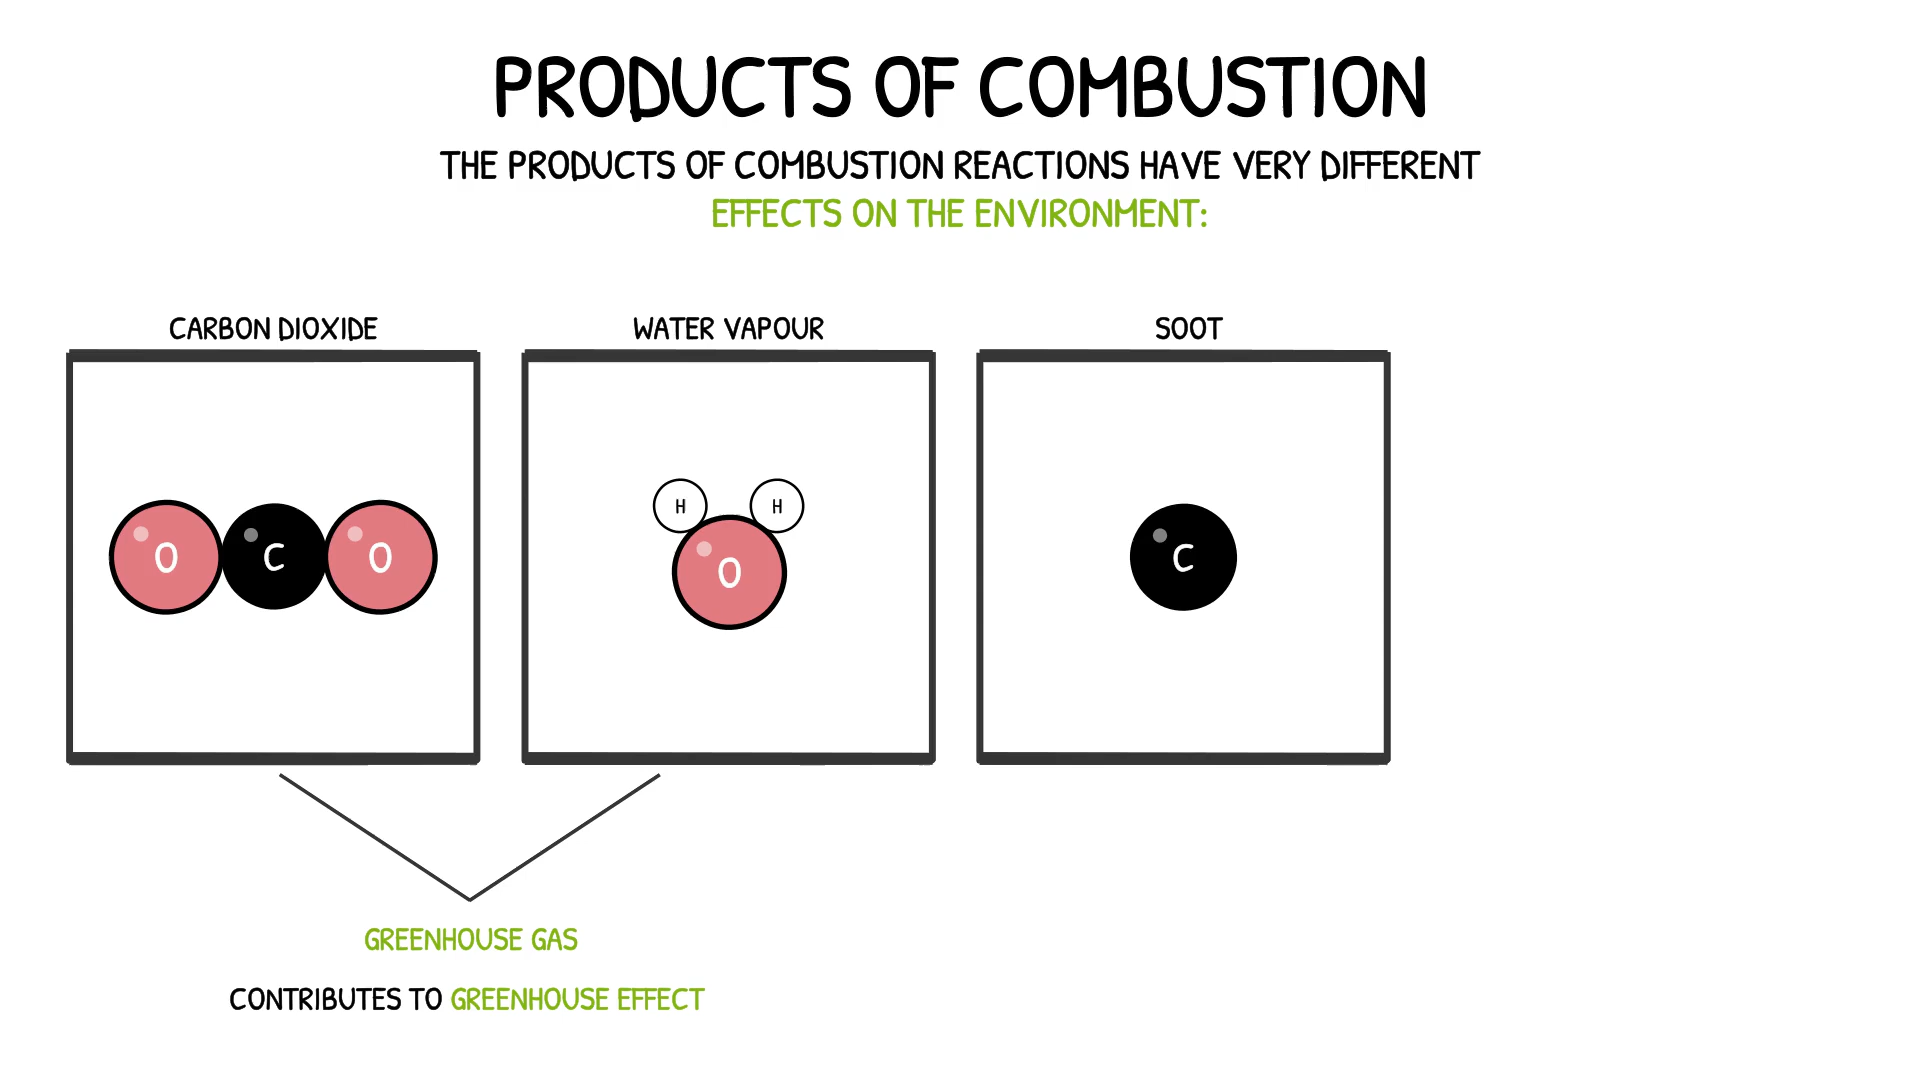 PRODUCTS OF COMBUSTION
THE PRODUCTS OF COMBUSTION REACTIONS HAVE VERY DIFFERENT
EFFECTS ON THE ENVIRONMENT:
CARBON DIOXIDE
WATER VAPOUR
SOOT
O C O
H H
O
C
GREENHOUSE GAS
CONTRIBUTES TO GREENHOUSE EFFECT